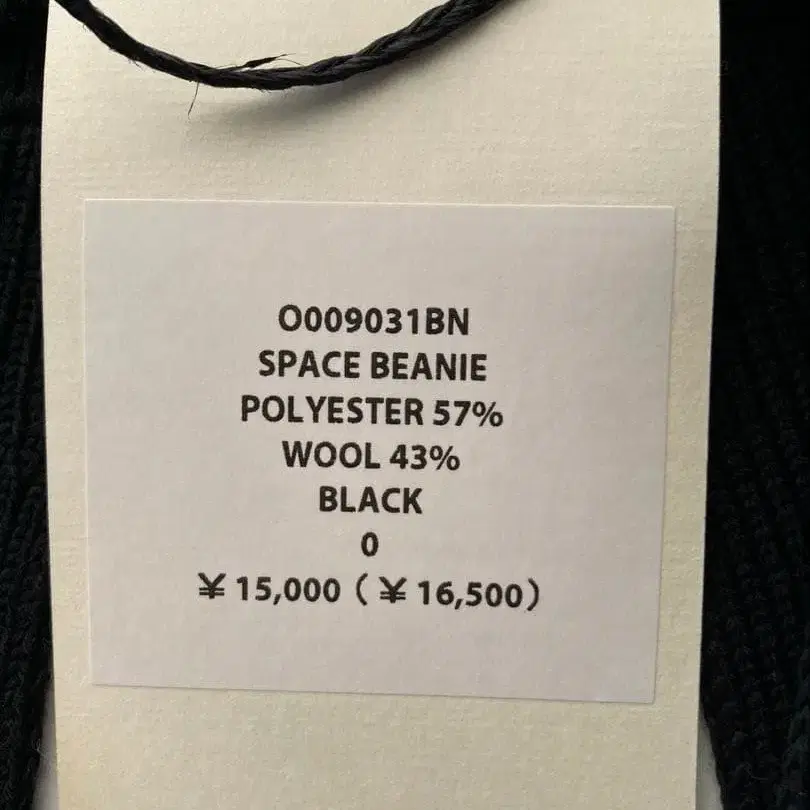 O009031BN
SPACE BEANIE
POLYESTER 57%
WOOL 43%
BLACK
0
¥ 15,000 ( ¥ 16,500)